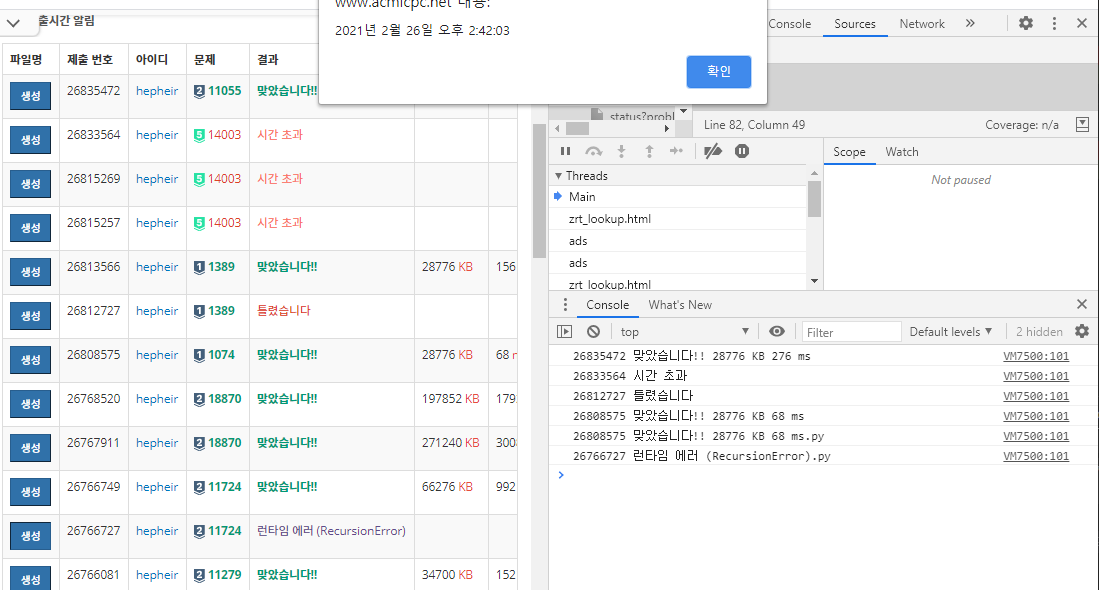 www.acmicpc.net 내용:
2021년 2월 26일 오후 2:42:03
확인
출시간 알림
파일명 제출 번호 아이디 문제 결과
생성 26835472 hepheir 2 11055 맞았습니다!!
생성 26833564 hepheir 5 14003 시간 초과
생성 26815269 hepheir 5 14003 시간 초과
생성 26815257 hepheir 5 14003 시간 초과
생성 26813566 hepheir 1 1389 맞았습니다!! 28776 KB 156
생성 26812727 hepheir 1 1389 틀렸습니다
생성 26808575 hepheir 1 1074 맞았습니다!! 28776 KB 68
생성 26768520 hepheir 2 18870 맞았습니다!! 197852 KB 179
생성 26767911 hepheir 2 18870 맞았습니다!! 271240 KB 300
생성 26766749 hepheir 2 11724 맞았습니다!! 66276 KB 992
생성 26766727 hepheir 2 11724 런타임 에러 (RecursionError)
생성 26766081 hepheir 2 11279 맞았습니다!! 34700 KB 152
Console Sources Network »
status?probl
Line 82, Column 49 Coverage: n/a
Scope Watch
Not paused
Threads
Main
zrt_lookup.html
ads
ads
zrt_lookup.html
Console What's New
top Filter Default levels 2 hidden
26835472 맞았습니다!! 28776 KB 276 ms VM7500:101
26833564 시간 초과 VM7500:101
26812727 틀렸습니다 VM7500:101
26808575 맞았습니다!! 28776 KB 68 ms VM7500:101
26808575 맞았습니다!! 28776 KB 68 ms.py VM7500:101
26766727 런타임 에러 (RecursionError).py VM7500:101